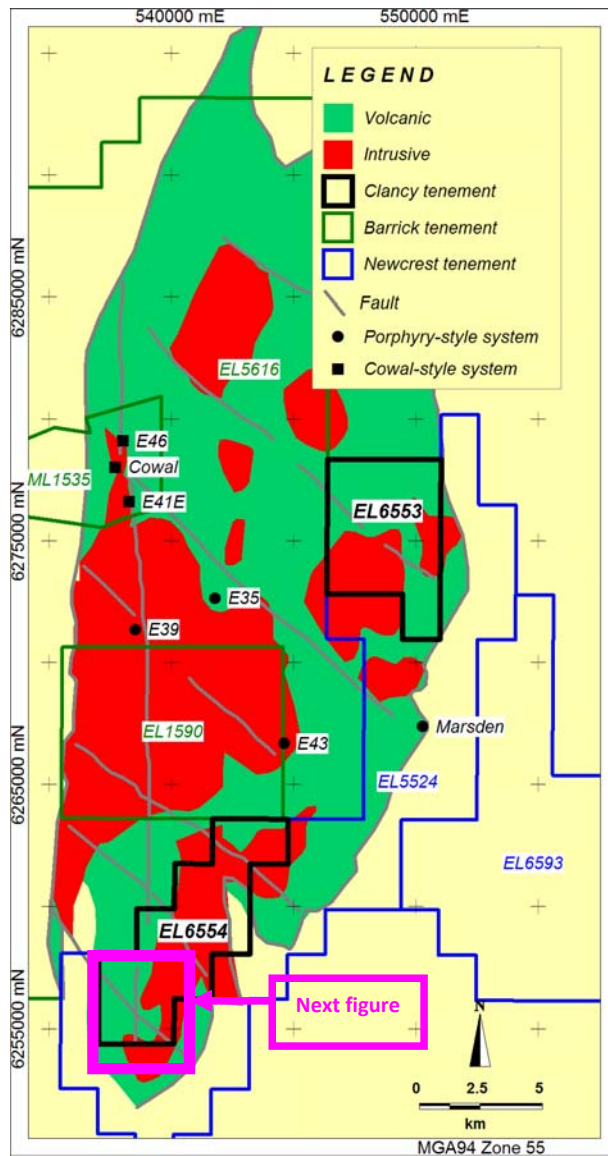 540000 mE
550000 mE
LEGEND
Volcanic
Intrusive
Clancy tenement
Barrick tenement
Newcrest tenement
Fault
Porphyry-style system
Cowal-style system
6285000 mN
EL5616
E46
Cowal
ML1535
E41E
EL6553
6275000 mN
E35
E39
EL1590
E43
Marsden
EL5524
6265000 mN
EL6593
EL6554
Next figure
6255000 mN
N
0 2.5 5
km
MGA94 Zone 55